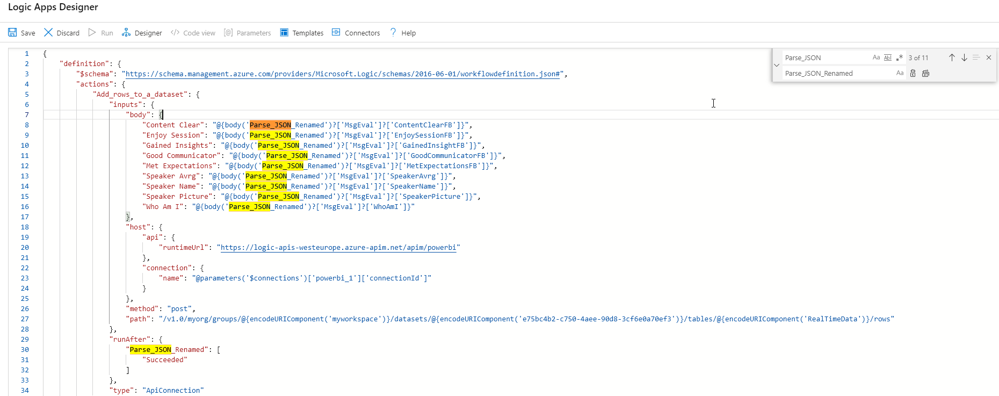 Logic Apps Designer
Save Discard Run Designer </> Code view [@] Parameters Templates Connectors ? Help
Parse_JSON Aa Abl .* 3 of 11
Parse_JSON_Renamed Aa
1 {
2 "definition": {
3 "$schema": "https://schema.management.azure.com/providers/Microsoft.Logic/schemas/2016-06-01/workflowdefinition.json#",
4 "actions": {
5 "Add_rows_to_a_dataset": {
6 "inputs": {
7 "body": {
8 "Content Clear": "@{body('Parse_JSON_Renamed')?['MsgEval']?['ContentClearFB']}",
9 "Enjoy Session": "@{body('Parse_JSON_Renamed')?['MsgEval']?['EnjoySessionFB']}",
10 "Gained Insights": "@{body('Parse_JSON_Renamed')?['MsgEval']?['GainedInsightFB']}",
11 "Good Communicator": "@{body('Parse_JSON_Renamed')?['MsgEval']?['GoodCommunicatorFB']}",
12 "Met Expectations": "@{body('Parse_JSON_Renamed')?['MsgEval']?['MetExpectationsFB']}",
13 "Speaker Avrg": "@{body('Parse_JSON_Renamed')?['MsgEval']?['SpeakerAvrg']}",
14 "Speaker Name": "@{body('Parse_JSON_Renamed')?['MsgEval']?['SpeakerName']}",
15 "Speaker Picture": "@{body('Parse_JSON_Renamed')?['MsgEval']?['SpeakerPicture']}",
16 "Who Am I": "@{body('Parse_JSON_Renamed')?['MsgEval']?['WhoAmI']}"
17 },
18 "host": {
19 "api": {
20 "runtimeUrl": "https://logic-apis-westeurope.azure-apim.net/apim/powerbi"
21 },
22 "connection": {
23 "name": "@parameters('$connections')['powerbi_1']['connectionId']"
24 }
25 },
26 "method": "post",
27 "path": "/v1.0/myorg/groups/@{encodeURIComponent('myworkspace')}/datasets/@{encodeURIComponent('e75bc4b2-c750-4aee-90d8-3cf6e0a70ef3')}/tables/@{encodeURIComponent('RealTimeData')}/rows"
28 },
29 "runAfter": {
30 "Parse_JSON_Renamed": [
31 "Succeeded"
32 ]
33 },
34 "type": "ApiConnection"